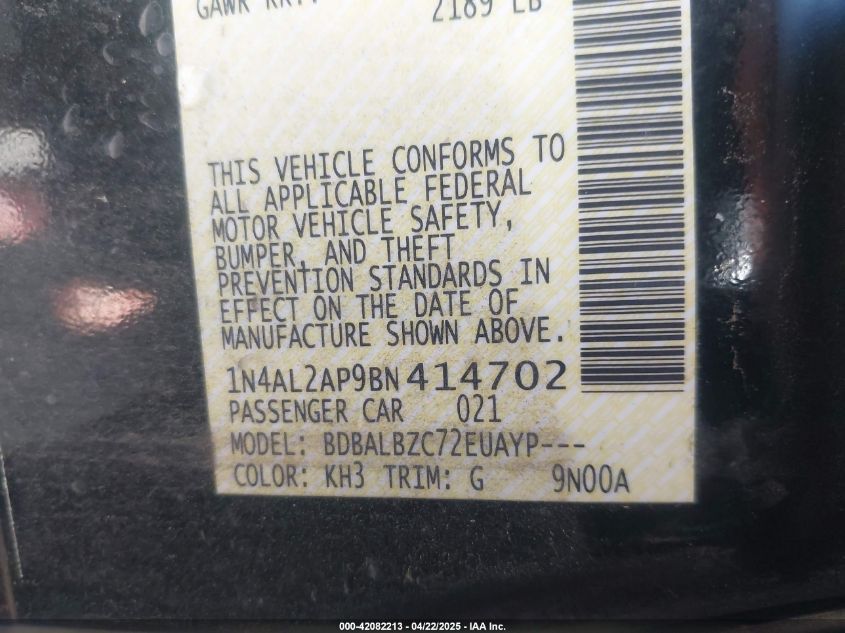 GAWR RR:
2189 LB
THIS VEHICLE CONFORMS TO
ALL APPLICABLE FEDERAL
MOTOR VEHICLE SAFETY,
BUMPER, AND THEFT
PREVENTION STANDARDS IN
EFFECT ON THE DATE OF
MANUFACTURE SHOWN ABOVE.
1N4AL2AP9BN414702
PASSENGER CAR 021
MODEL: BDBALBZC72EUAYP---
COLOR: KH3 TRIM: G 9N00A
000-42082213 - 04/22/2025 - IAA Inc.